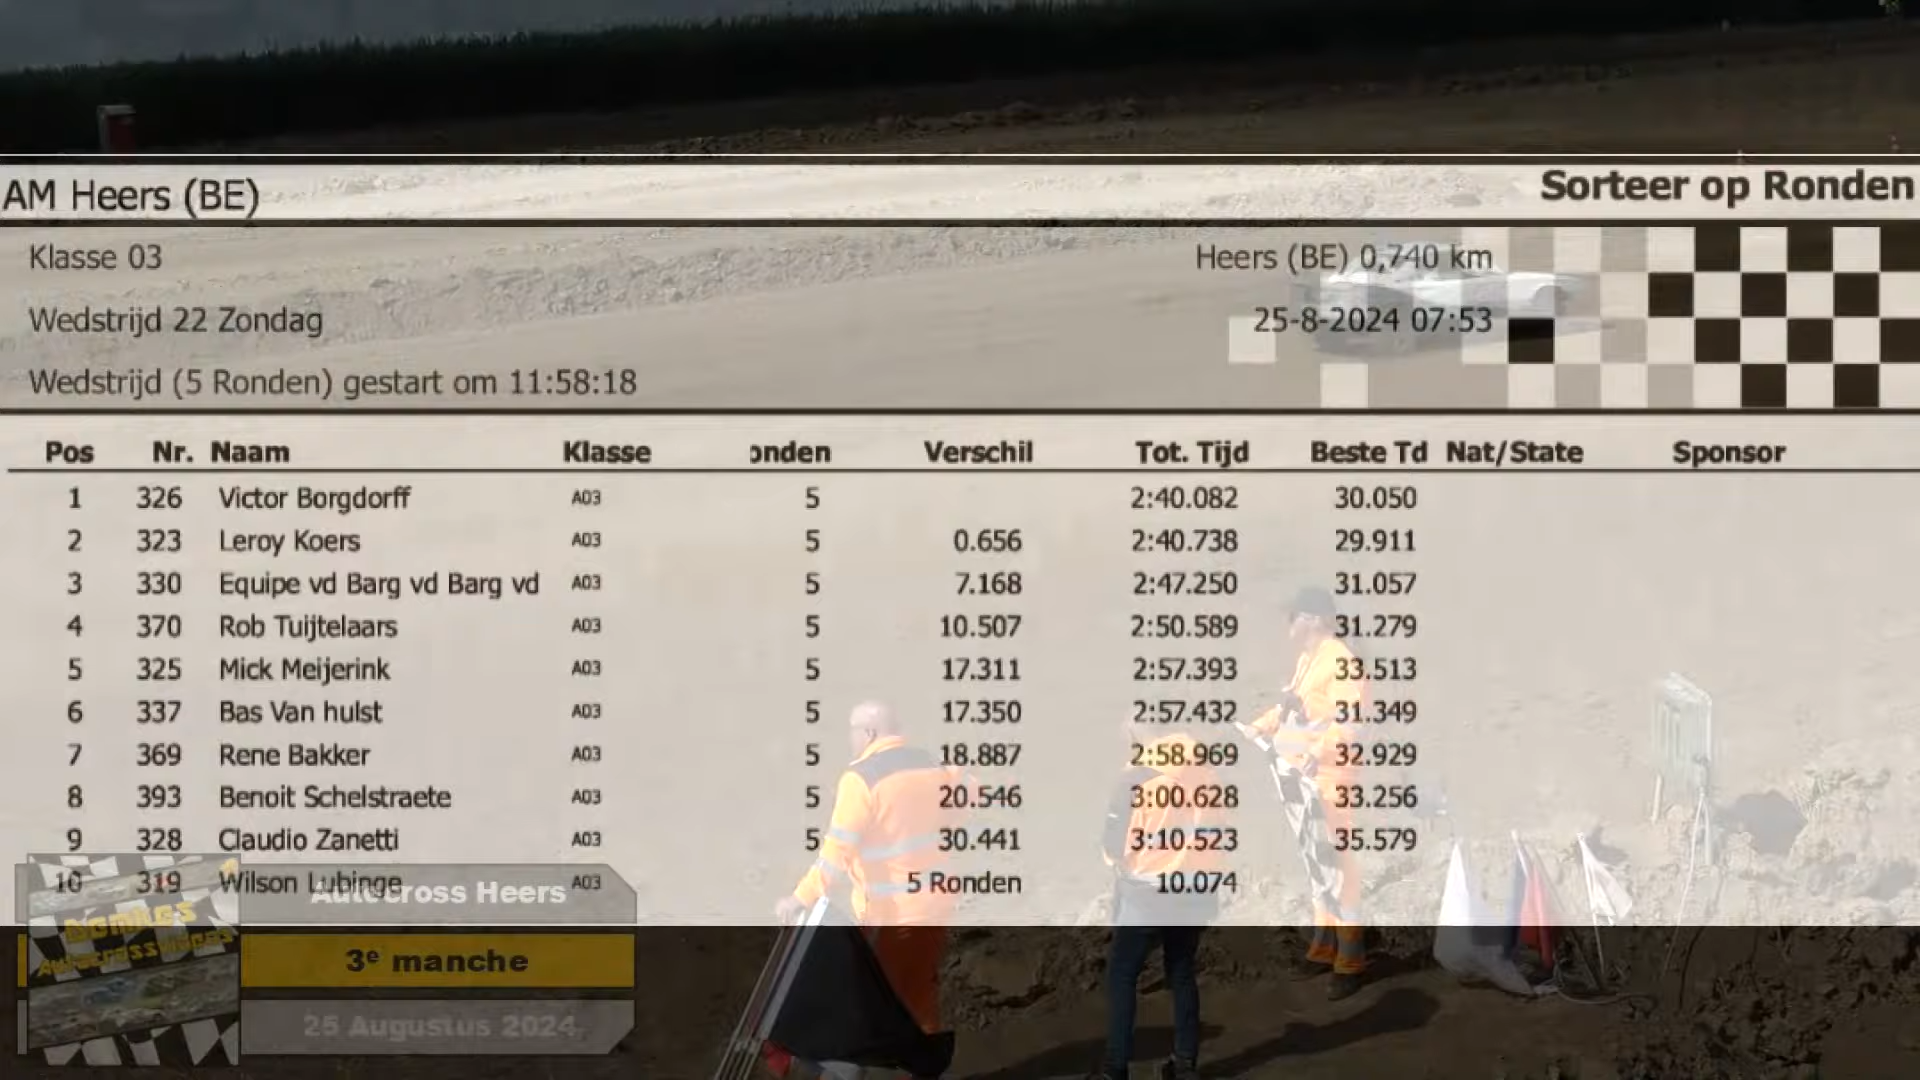 AM Heers (BE) Sorteer op Ronden
Klasse 03 Heers (BE) 0,740 km
Wedstrijd 22 Zondag 25-8-2024 07:53
Wedstrijd (5 Ronden) gestart om 11:58:18
Pos Nr. Naam Klasse onden Verschil Tot. Tijd Beste Td Nat/State Sponsor
1 326 Victor Borgdorff A03 5 2:40.082 30.050
2 323 Leroy Koers A03 5 0.656 2:40.738 29.911
3 330 Equipe vd Barg vd Barg vd A03 5 7.168 2:47.250 31.057
4 370 Rob Tuijtelaars A03 5 10.507 2:50.589 31.279
5 325 Mick Meijerink A03 5 17.311 2:57.393 33.513
6 337 Bas Van hulst A03 5 17.350 2:57.432 31.349
7 369 Rene Bakker A03 5 18.887 2:58.969 32.929
8 393 Benoit Schelstraete A03 5 20.546 3:00.628 33.256
9 328 Claudio Zanetti A03 5 30.441 3:10.523 35.579
10 319 Wilson Lubinge A03 5 Ronden 10.074
Autocross Heers
3e manche
25 Augustus 2024